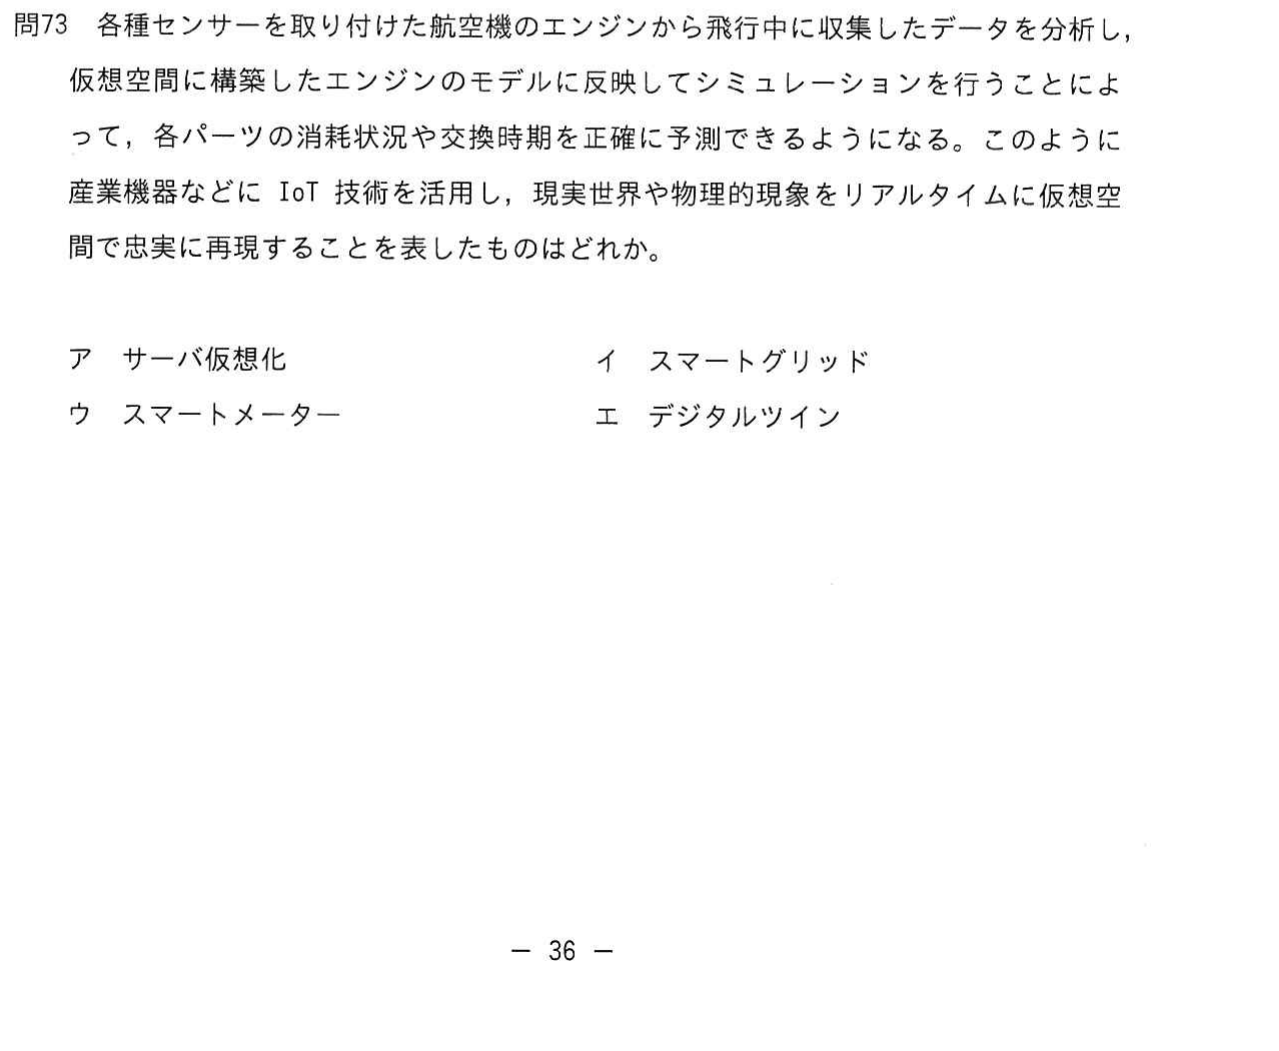 問73　各種センサーを取り付けた航空機のエンジンから飛行中に収集したデータを分析し，
仮想空間に構築したエンジンのモデルに反映してシミュレーションを行うことによ
って，各パーツの消耗状況や交換時期を正確に予測できるようになる。このように
産業機器などに IoT 技術を活用し，現実世界や物理的現象をリアルタイムに仮想空
間で忠実に再現することを表したものはどれか。
ア　サーバ仮想化　イ　スマートグリッド
ウ　スマートメーター　エ　デジタルツイン
― 36 ―